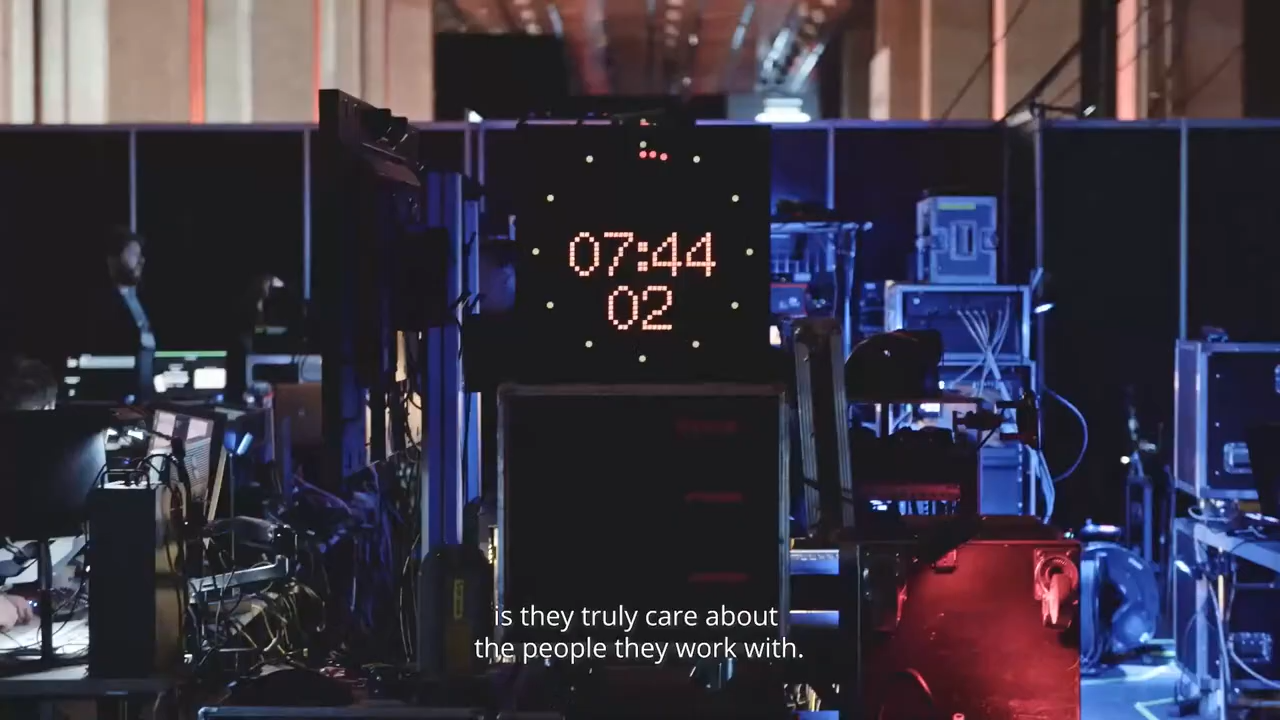 07:44
02
is they truly care about
the people they work with.